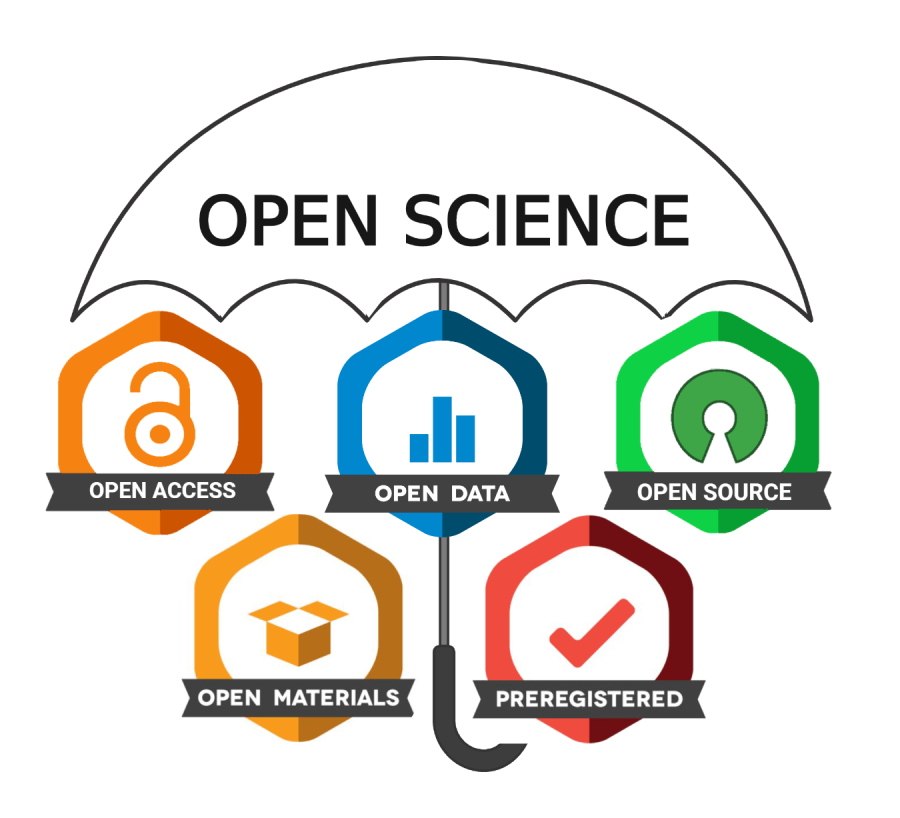 OPEN SCIENCE
OPEN ACCESS
OPEN DATA
OPEN SOURCE
OPEN MATERIALS
PREREGISTERED